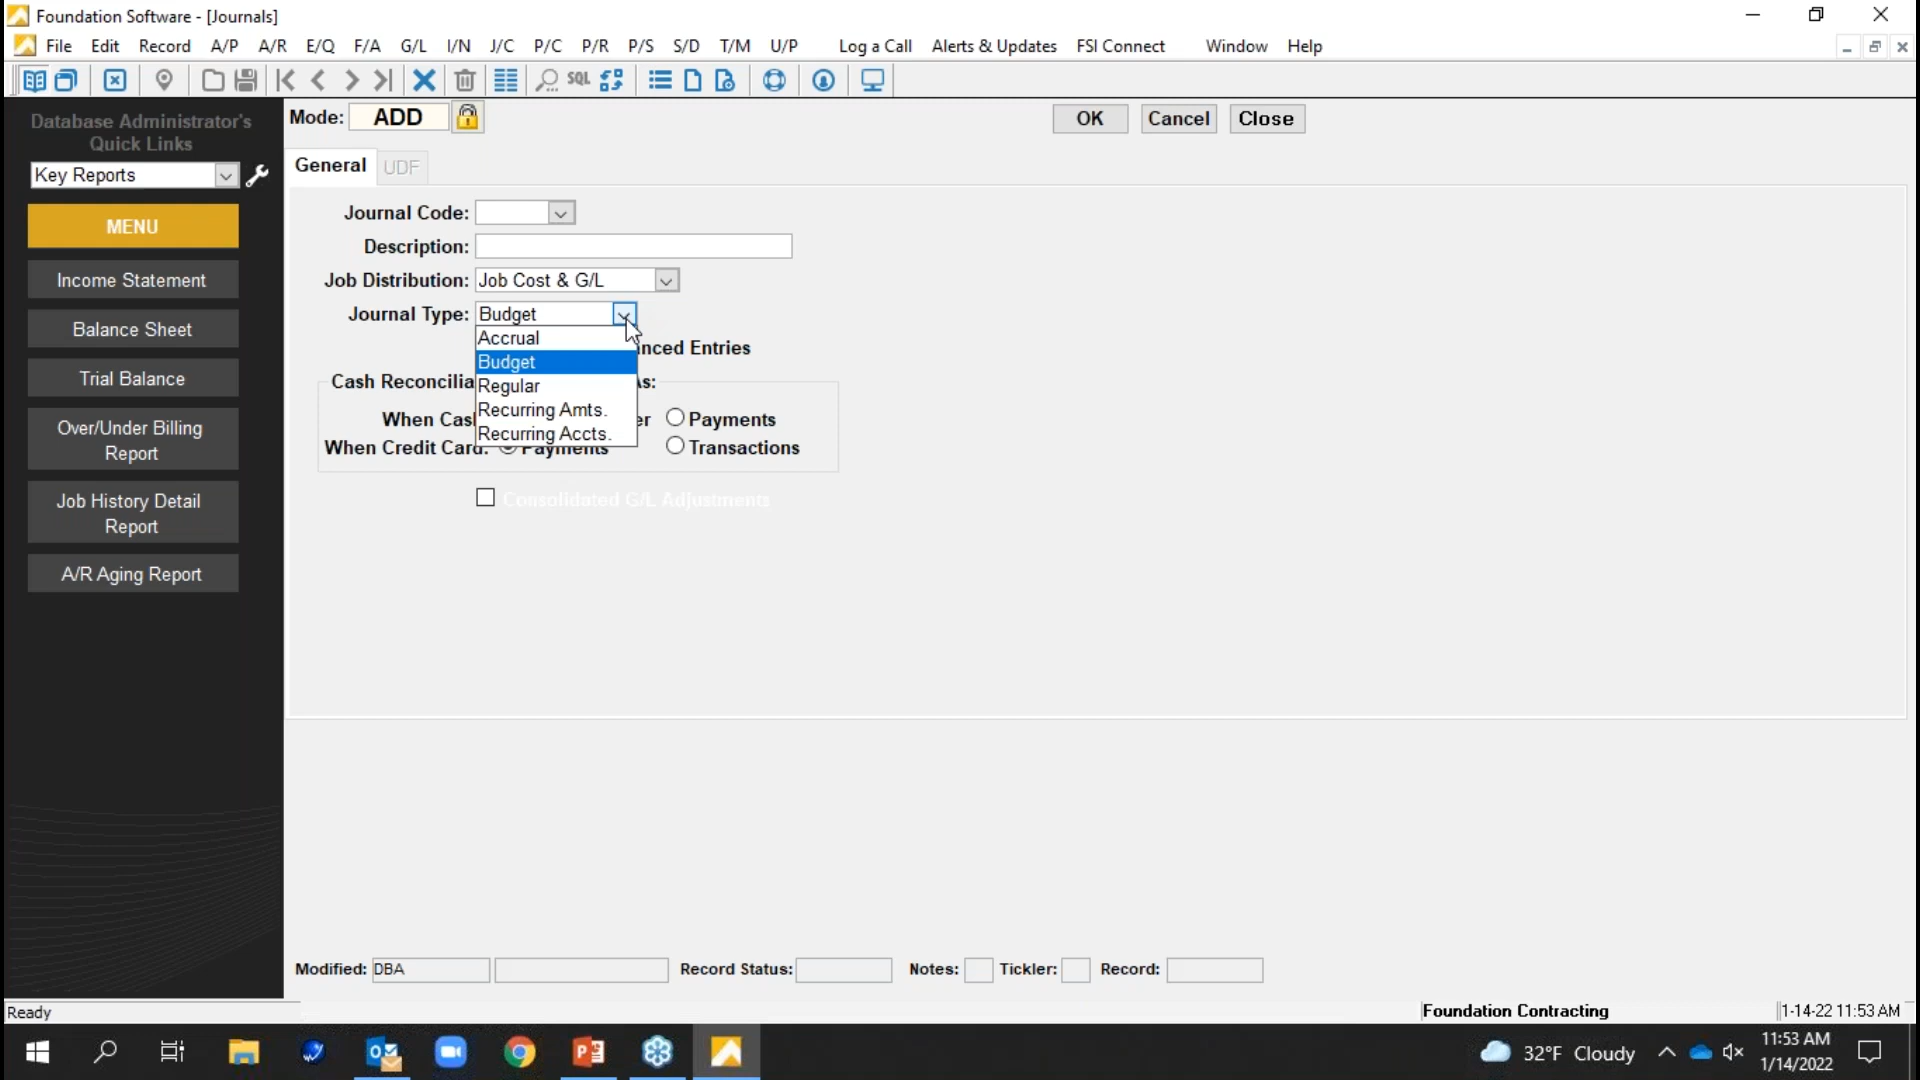 Foundation Software - [Journals]
File Edit Record A/P A/R E/Q F/A G/L I/N J/C P/C P/R P/S S/D T/M U/P Log a Call Alerts & Updates FSI Connect Window Help
SQL
Database Administrator's
Quick Links
Key Reports
MENU
Income Statement
Balance Sheet
Trial Balance
Over/Under Billing
Report
Job History Detail
Report
A/R Aging Report
Mode: ADD OK Cancel Close
General UDF
Journal Code:
Description:
Job Distribution: Job Cost & G/L
Journal Type: Budget
Accrual
Budget
Regular
Recurring Amts.
Recurring Accts.
nced Entries
Cash Reconcilia As:
When Cas er Payments
When Credit Card: Payments Transactions
Consolidated G/L Adjustments
Modified: DBA Record Status: Notes: Tickler: Record:
Ready Foundation Contracting 1-14-22 11:53 AM
32°F Cloudy 11:53 AM
1/14/2022